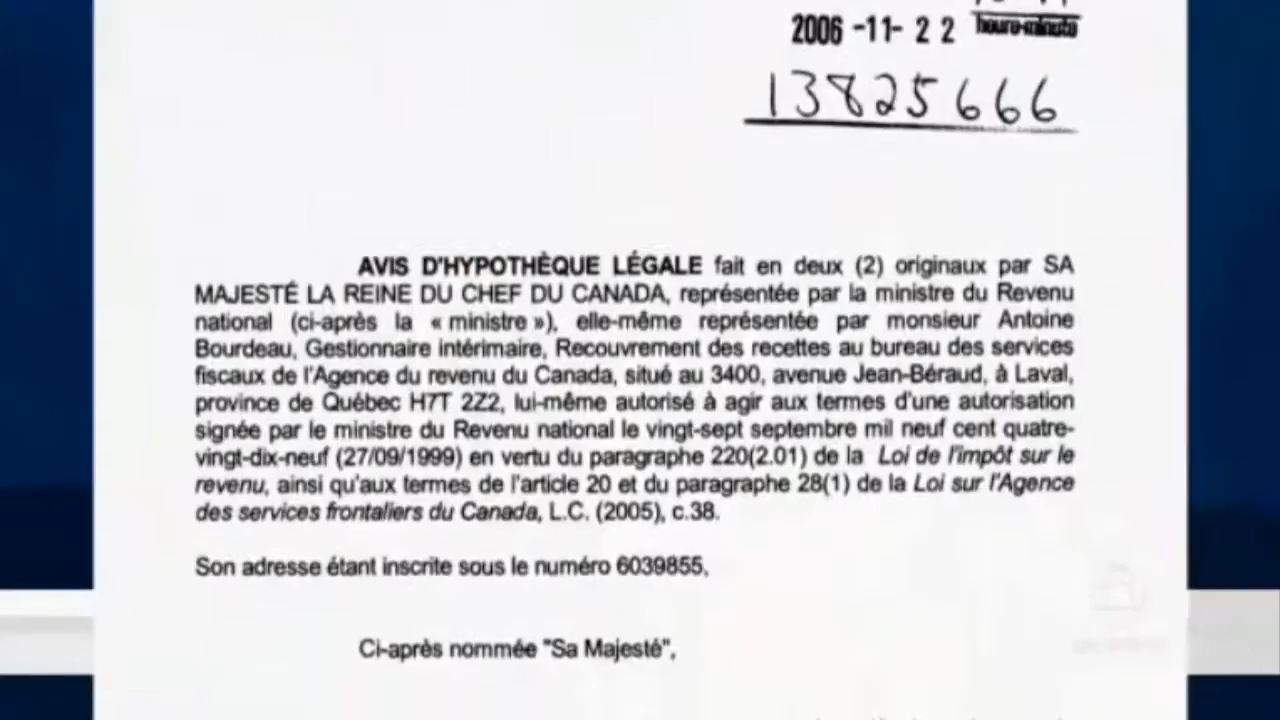 2006 -11- 2 2 heure-minute
13825666
AVIS D'HYPOTHÈQUE LÉGALE fait en deux (2) originaux par SA
MAJESTÉ LA REINE DU CHEF DU CANADA, représentée par la ministre du Revenu
national (ci-après la « ministre »), elle-même représentée par monsieur Antoine
Bourdeau, Gestionnaire intérimaire, Recouvrement des recettes au bureau des services
fiscaux de l'Agence du revenu du Canada, situé au 3400, avenue Jean-Béraud, à Laval,
province de Québec H7T 2Z2, lui-même autorisé à agir aux termes d'une autorisation
signée par le ministre du Revenu national le vingt-sept septembre mil neuf cent quatre-
vingt-dix-neuf (27/09/1999) en vertu du paragraphe 220(2.01) de la Loi de l'impôt sur le
revenu, ainsi qu'aux termes de l'article 20 et du paragraphe 28(1) de la Loi sur l'Agence
des services frontaliers du Canada, L.C. (2005), c.38.
Son adresse étant inscrite sous le numéro 6039855,
Ci-après nommée "Sa Majesté",